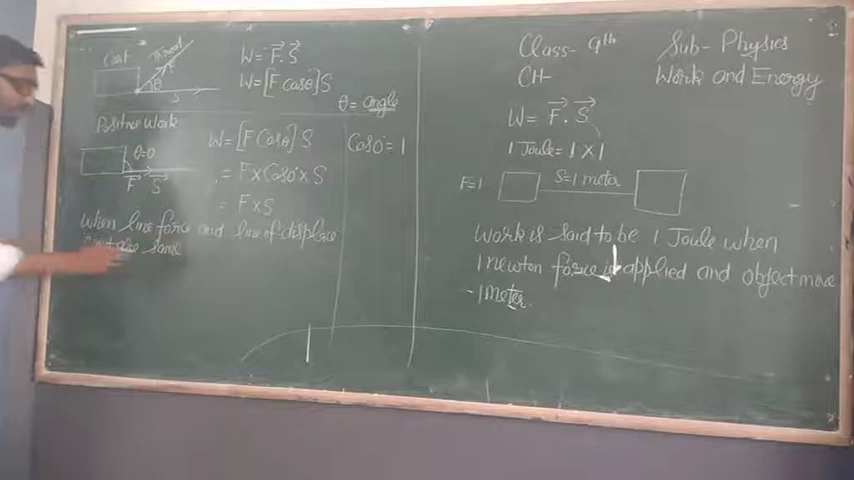 Cart
Thread
F
θ
S
W = F. S
W = [F cosθ] S
θ = angle
Positive Work
θ=0
F S
W = [F Cosθ] S
Cos0° = 1
= F x Cos0° x S
= F x S
when line force and line of displace
are same
Class - 9th Sub - Physics
CH - Work and Energy
W = F . S
1 Joule = 1 X 1
F=1 S=1 meter
Work is said to be 1 Joule when
1 newton force is applied and object move
1 meter.